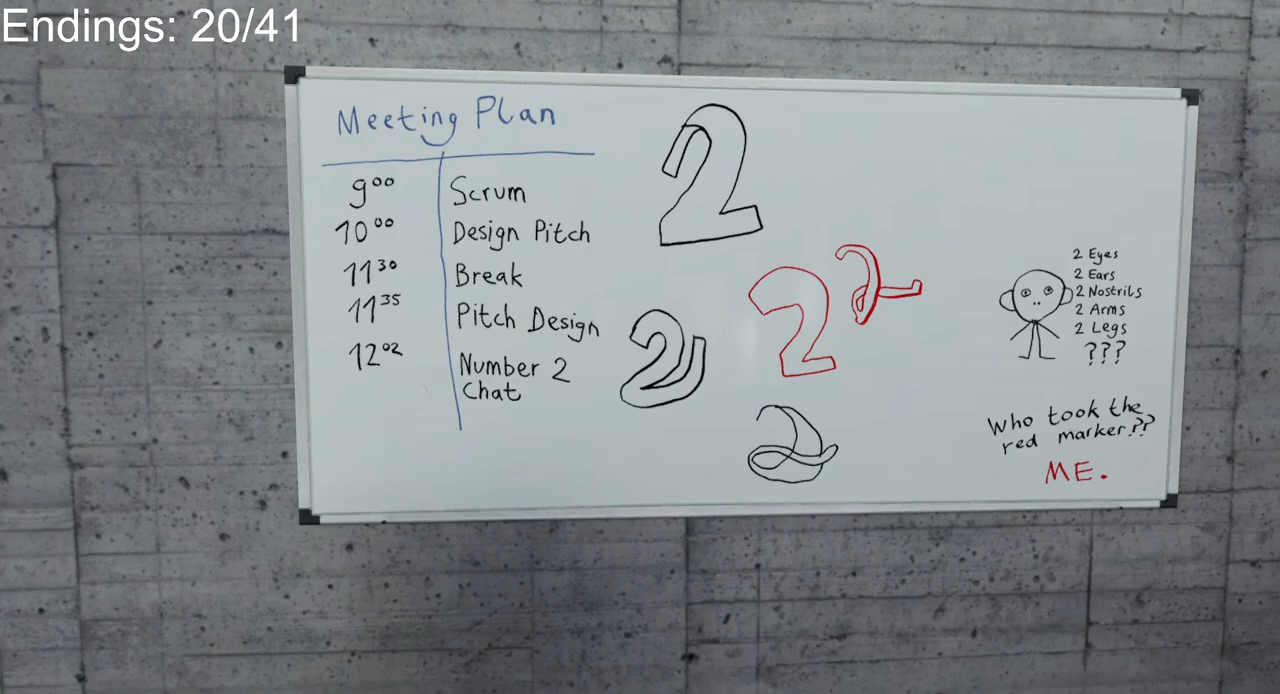 Endings: 20/41
Meeting Plan
9⁰⁰ Scrum
10⁰⁰ Design Pitch
11³⁰ Break
11³⁵ Pitch Design
12⁰² Number 2
Chat
2
2
2
2
2
2 Eyes
2 Ears
2 Nostrils
2 Arms
2 Legs
???
Who took the
red marker??
ME.